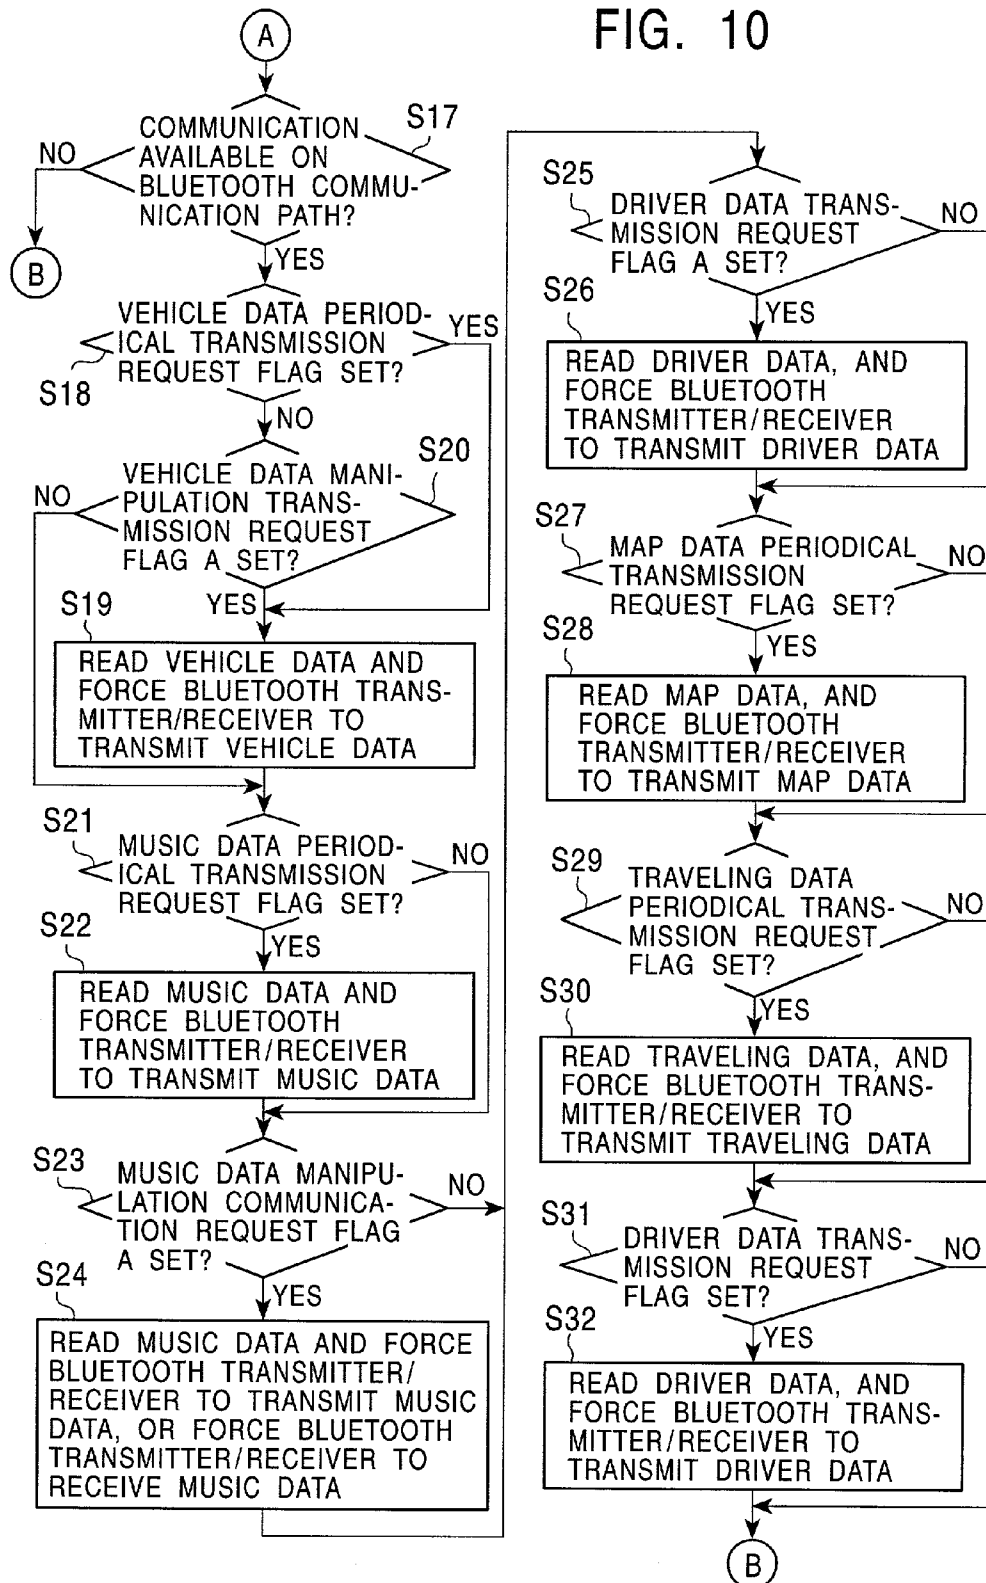 FIG. 10
A
S17
COMMUNICATION
AVAILABLE ON
BLUETOOTH COMMU-
NICATION PATH?
NO
B
YES
VEHICLE DATA PERIOD-
ICAL TRANSMISSION
REQUEST FLAG SET?
YES
S18
NO
S20
VEHICLE DATA MANI-
PULATION TRANS-
MISSION REQUEST
FLAG A SET?
NO
YES
S19
READ VEHICLE DATA AND
FORCE BLUETOOTH TRANS-
MITTER/RECEIVER TO
TRANSMIT VEHICLE DATA
S21
MUSIC DATA PERIOD-
ICAL TRANSMISSION
REQUEST FLAG SET?
NO
YES
S22
READ MUSIC DATA AND
FORCE BLUETOOTH
TRANSMITTER/RECEIVER
TO TRANSMIT MUSIC DATA
S23
MUSIC DATA MANIPU-
LATION COMMUNICA-
TION REQUEST FLAG
A SET?
NO
YES
S24
READ MUSIC DATA AND FORCE
BLUETOOTH TRANSMITTER/
RECEIVER TO TRANSMIT MUSIC
DATA, OR FORCE BLUETOOTH
TRANSMITTER/RECEIVER TO
RECEIVE MUSIC DATA
S25
DRIVER DATA TRANS-
MISSION REQUEST
FLAG A SET?
NO
YES
S26
READ DRIVER DATA, AND
FORCE BLUETOOTH
TRANSMITTER/RECEIVER
TO TRANSMIT DRIVER DATA
S27
MAP DATA PERIODICAL
TRANSMISSION
REQUEST FLAG SET?
NO
YES
S28
READ MAP DATA, AND
FORCE BLUETOOTH
TRANSMITTER/RECEIVER
TO TRANSMIT MAP DATA
S29
TRAVELING DATA
PERIODICAL TRANS-
MISSION REQUEST
FLAG SET?
NO
YES
S30
READ TRAVELING DATA, AND
FORCE BLUETOOTH TRANS-
MITTER/RECEIVER TO
TRANSMIT TRAVELING DATA
S31
DRIVER DATA TRANS-
MISSION REQUEST
FLAG SET?
NO
YES
S32
READ DRIVER DATA, AND
FORCE BLUETOOTH TRANS-
MITTER/RECEIVER TO
TRANSMIT DRIVER DATA
B